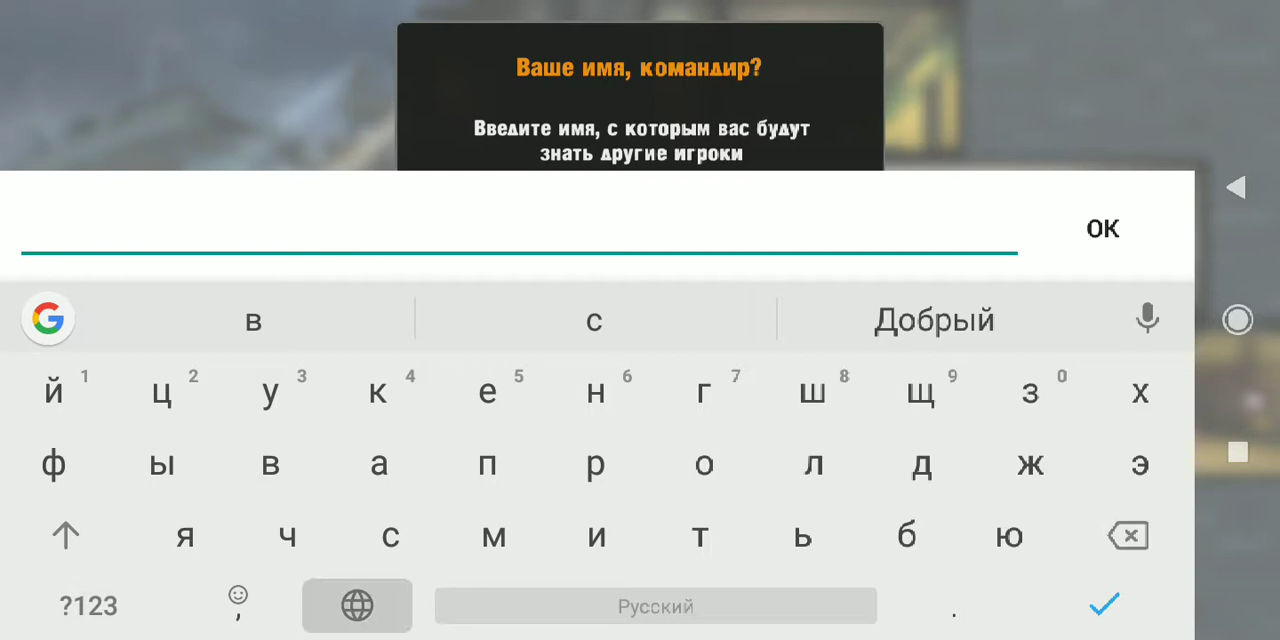 Ваше имя, командир?
Введите имя, с которым вас будут
знать другие игроки
OK
в с Добрый
й 1 ц 2 у 3 к 4 е 5 н 6 г 7 ш 8 щ 9 з 0 х
ф ы в а п р о л д ж э
я ч с м и т ь б ю
?123 , Русский .